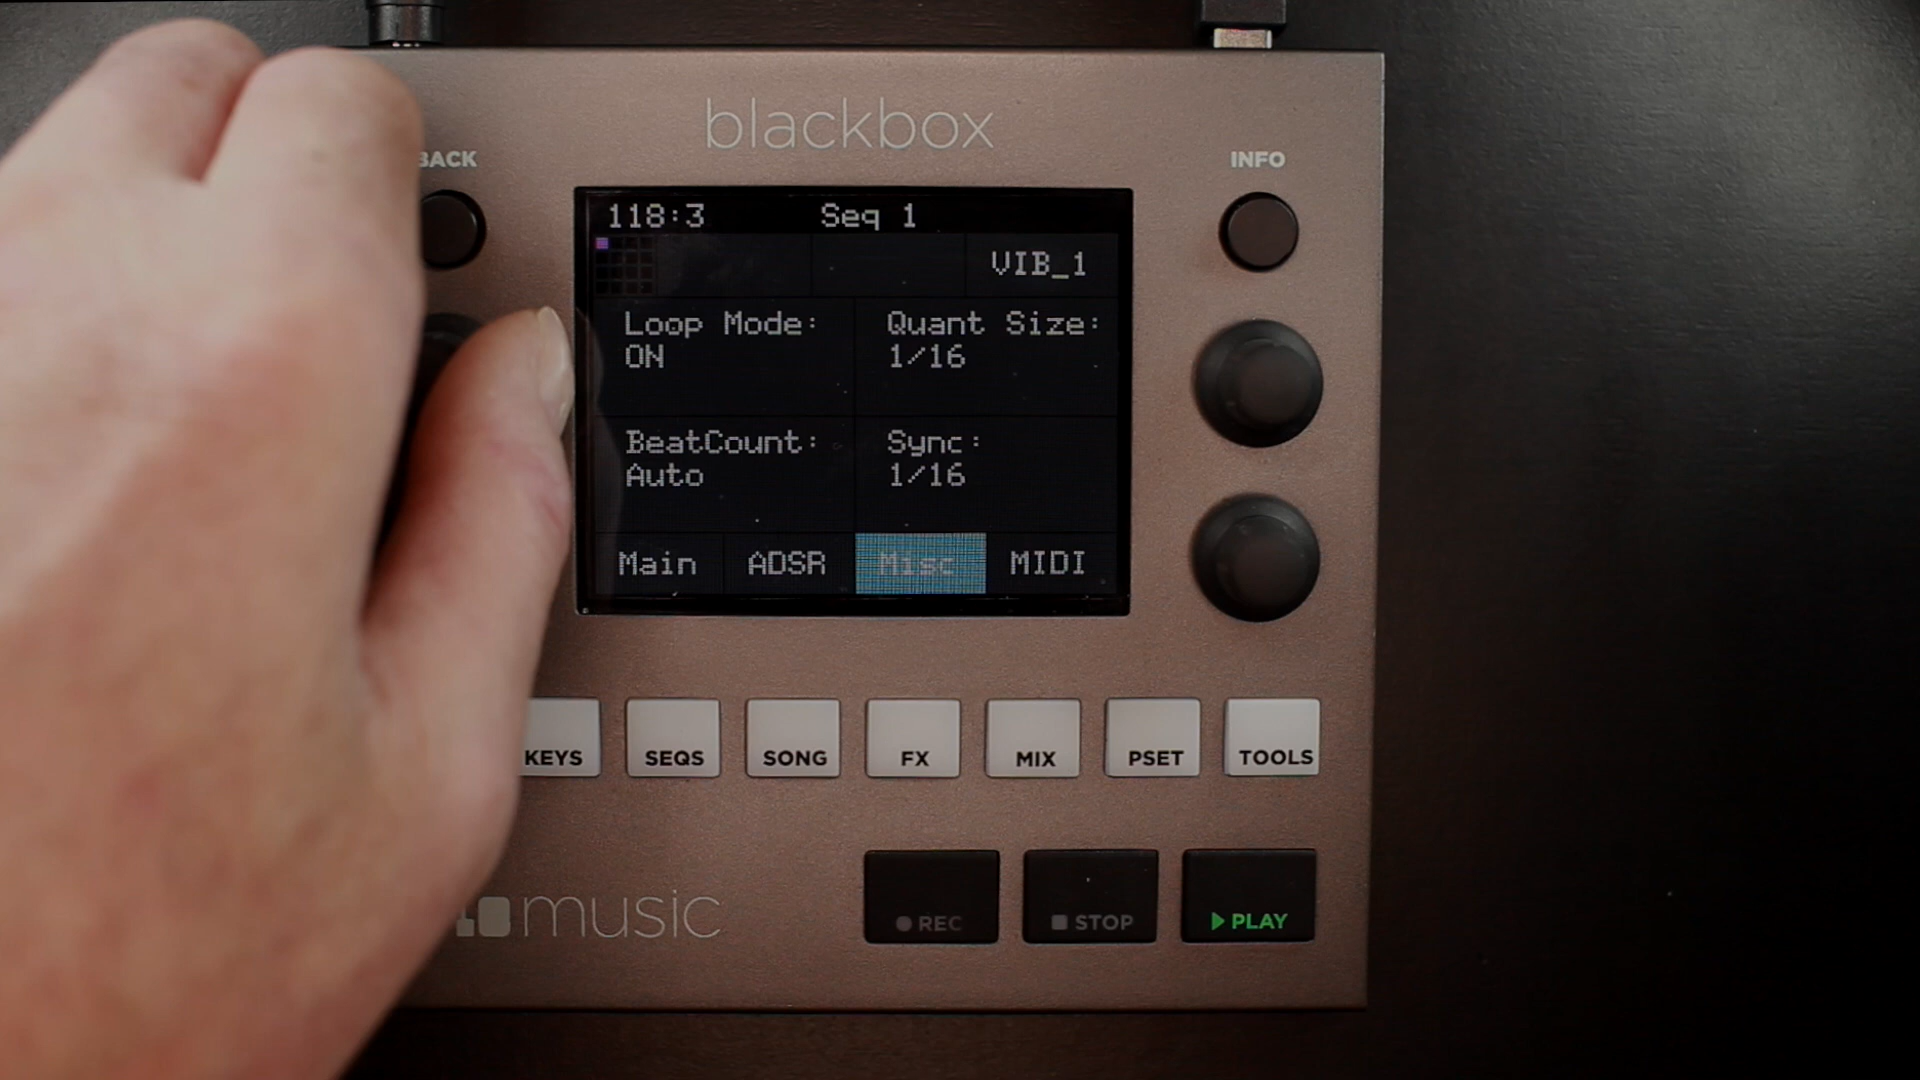 blackbox
BACK
INFO
118:3 Seq 1
VIB_1
Loop Mode: Quant Size:
ON 1/16
BeatCount: Sync:
Auto 1/16
Main ADSR Misc MIDI
KEYS SEQS SONG FX MIX PSET TOOLS
music
REC STOP PLAY